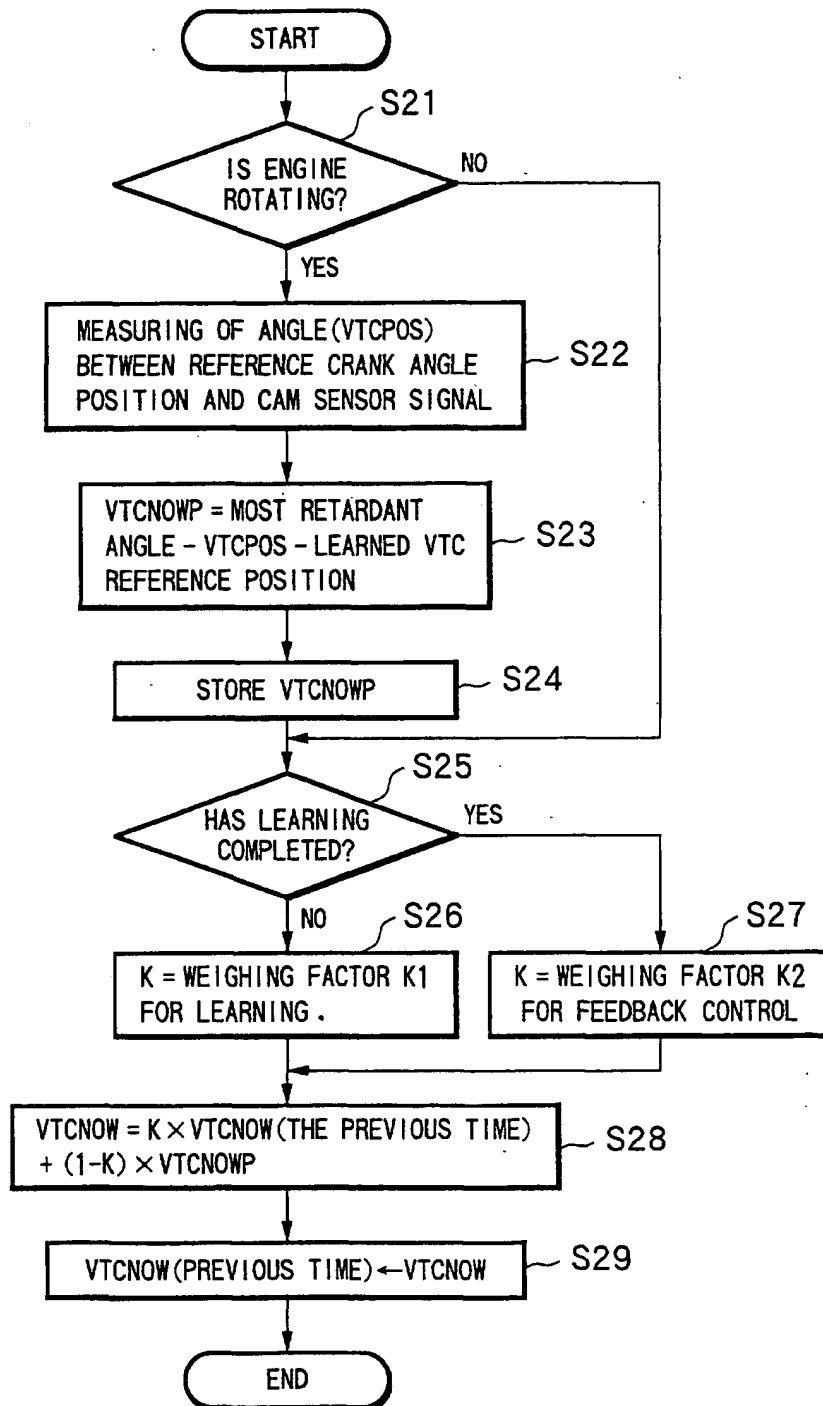 START
S21
IS ENGINE
ROTATING?
NO
YES
MEASURING OF ANGLE(VTCPOS)
BETWEEN REFERENCE CRANK ANGLE
POSITION AND CAM SENSOR SIGNAL
S22
VTCNOWP = MOST RETARDANT
ANGLE - VTCPOS - LEARNED VTC
REFERENCE POSITION
S23
STORE VTCNOWP
S24
S25
HAS LEARNING
COMPLETED?
YES
NO
S26
S27
K = WEIGHING FACTOR K1
FOR LEARNING .
K = WEIGHING FACTOR K2
FOR FEEDBACK CONTROL
VTCNOW = K × VTCNOW(THE PREVIOUS TIME)
+ (1-K) × VTCNOWP
S28
VTCNOW(PREVIOUS TIME)←VTCNOW
S29
END